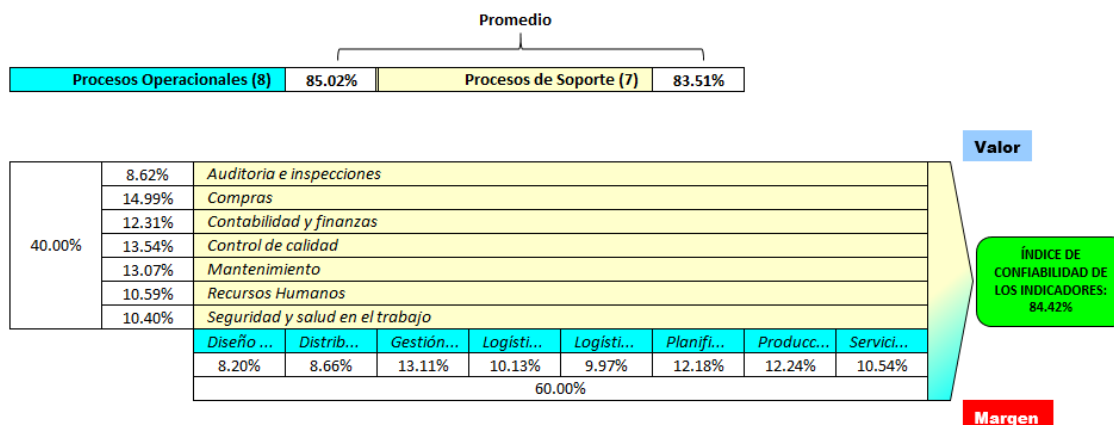 Promedio
Procesos Operacionales (8) 85.02% Procesos de Soporte (7) 83.51%
Valor
40.00%
8.62% Auditoria e inspecciones
14.99% Compras
12.31% Contabilidad y finanzas
13.54% Control de calidad
13.07% Mantenimiento
10.59% Recursos Humanos
10.40% Seguridad y salud en el trabajo
ÍNDICE DE
CONFIABILIDAD DE
LOS INDICADORES:
84.42%
Diseño ... Distrib... Gestión... Logísti... Logísti... Planifi... Producc... Servici...
8.20% 8.66% 13.11% 10.13% 9.97% 12.18% 12.24% 10.54%
60.00%
Margen